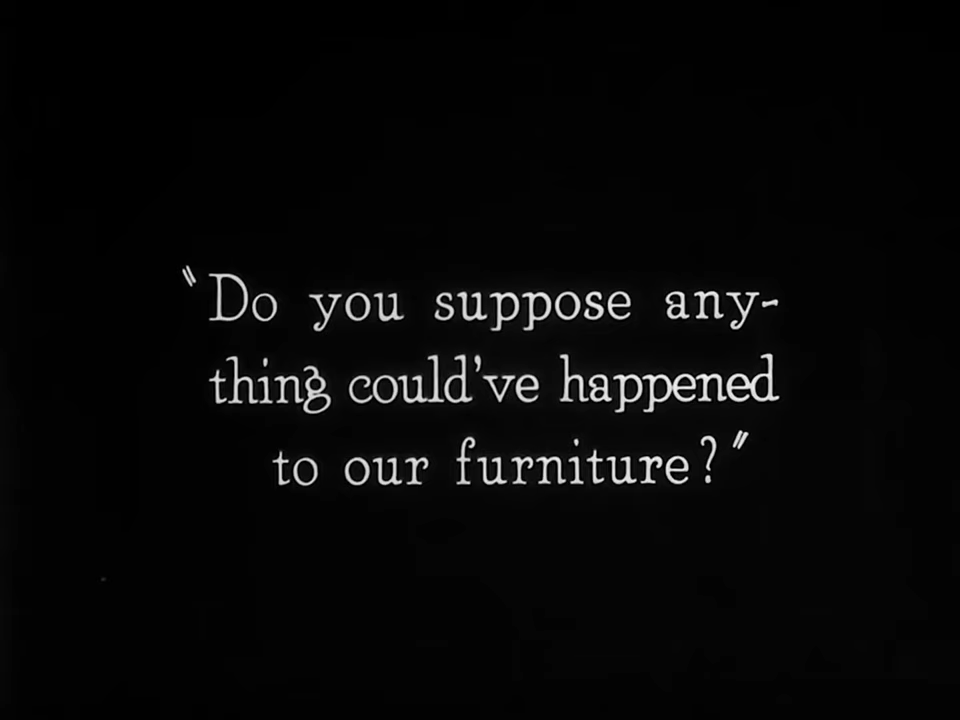 "Do you suppose any-
thing could've happened
to our furniture?"